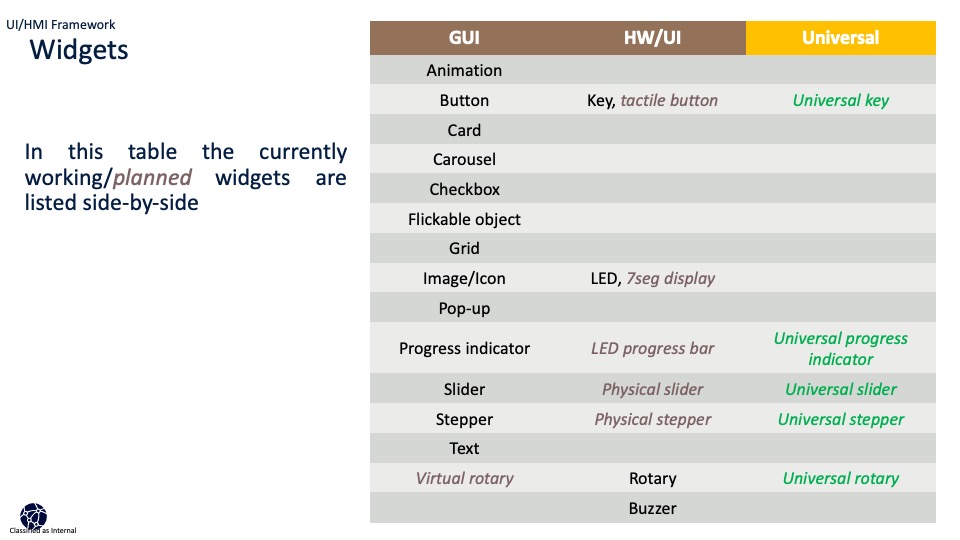 UI/HMI Framework
Widgets
In this table the currently
working/planned widgets are
listed side-by-side
GUI HW/UI Universal
Animation
Button Key, tactile button Universal key
Card
Carousel
Checkbox
Flickable object
Grid
Image/Icon LED, 7seg display
Pop-up
Progress indicator LED progress bar Universal progress
indicator
Slider Physical slider Universal slider
Stepper Physical stepper Universal stepper
Text
Virtual rotary Rotary Universal rotary
Buzzer
Classified as Internal